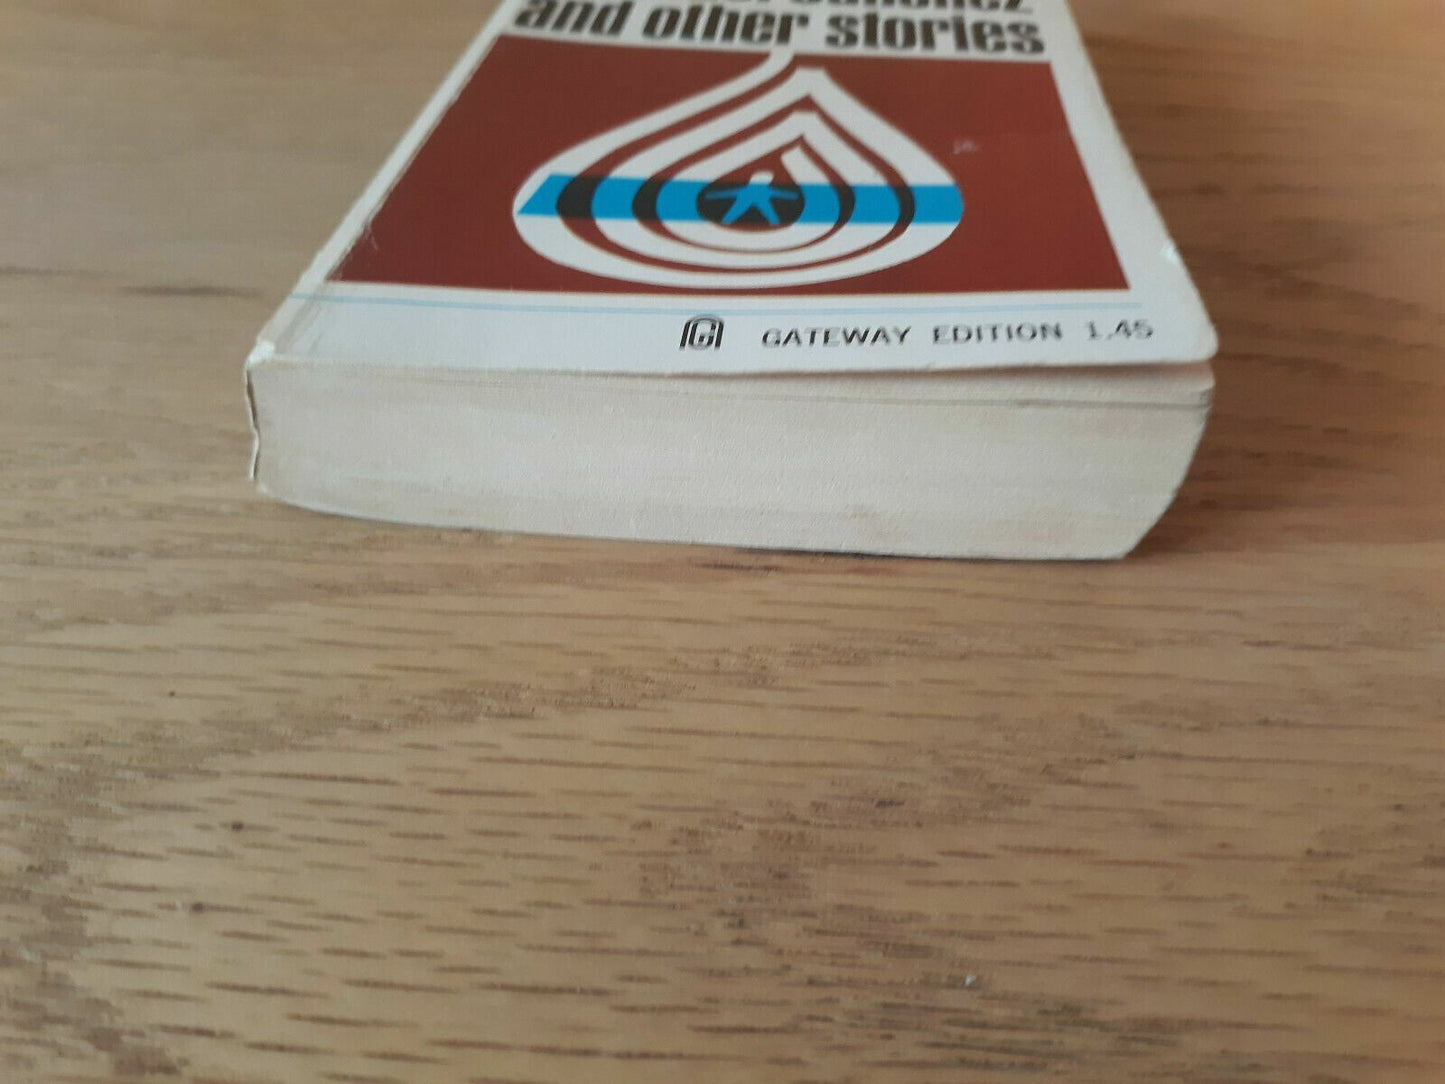 and other stories
G GATEWAY EDITION 1.45